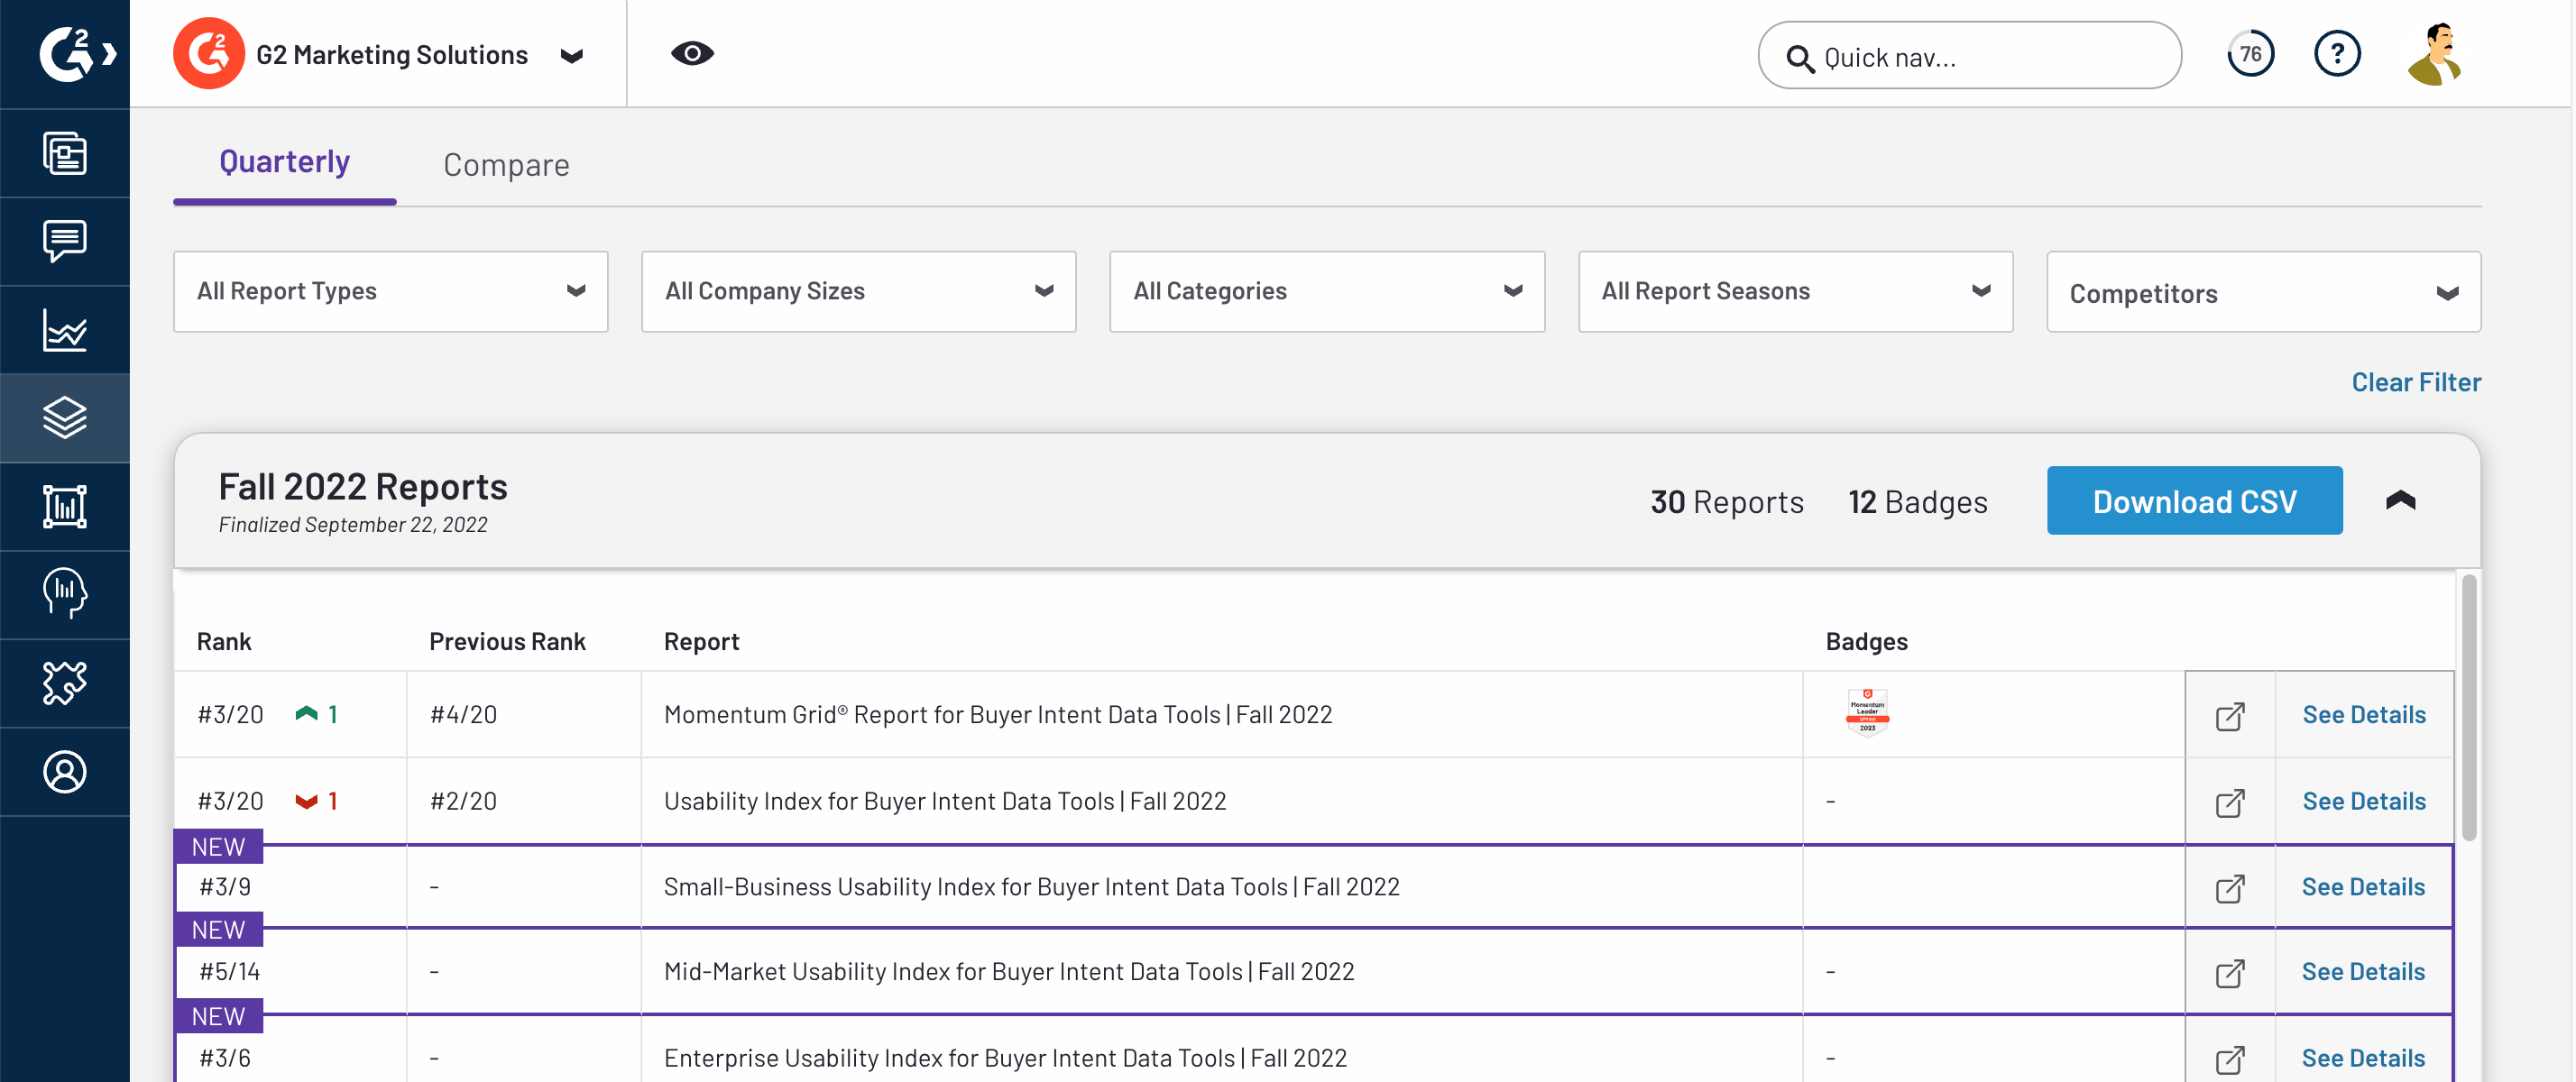 G2 Marketing Solutions
Quick nav...
76
?
Quarterly
Compare
All Report Types
All Company Sizes
All Categories
All Report Seasons
Competitors
Clear Filter
Fall 2022 Reports
Finalized September 22, 2022
30 Reports
12 Badges
Download CSV
Rank
Previous Rank
Report
Badges
#3/20 1 #4/20 Momentum Grid® Report for Buyer Intent Data Tools | Fall 2022
Momentum
Leader
2023
See Details
#3/20 1 #2/20 Usability Index for Buyer Intent Data Tools | Fall 2022 - See Details
NEW
#3/9 - Small-Business Usability Index for Buyer Intent Data Tools | Fall 2022 See Details
NEW
#5/14 - Mid-Market Usability Index for Buyer Intent Data Tools | Fall 2022 - See Details
NEW
#3/6 - Enterprise Usability Index for Buyer Intent Data Tools | Fall 2022 - See Details